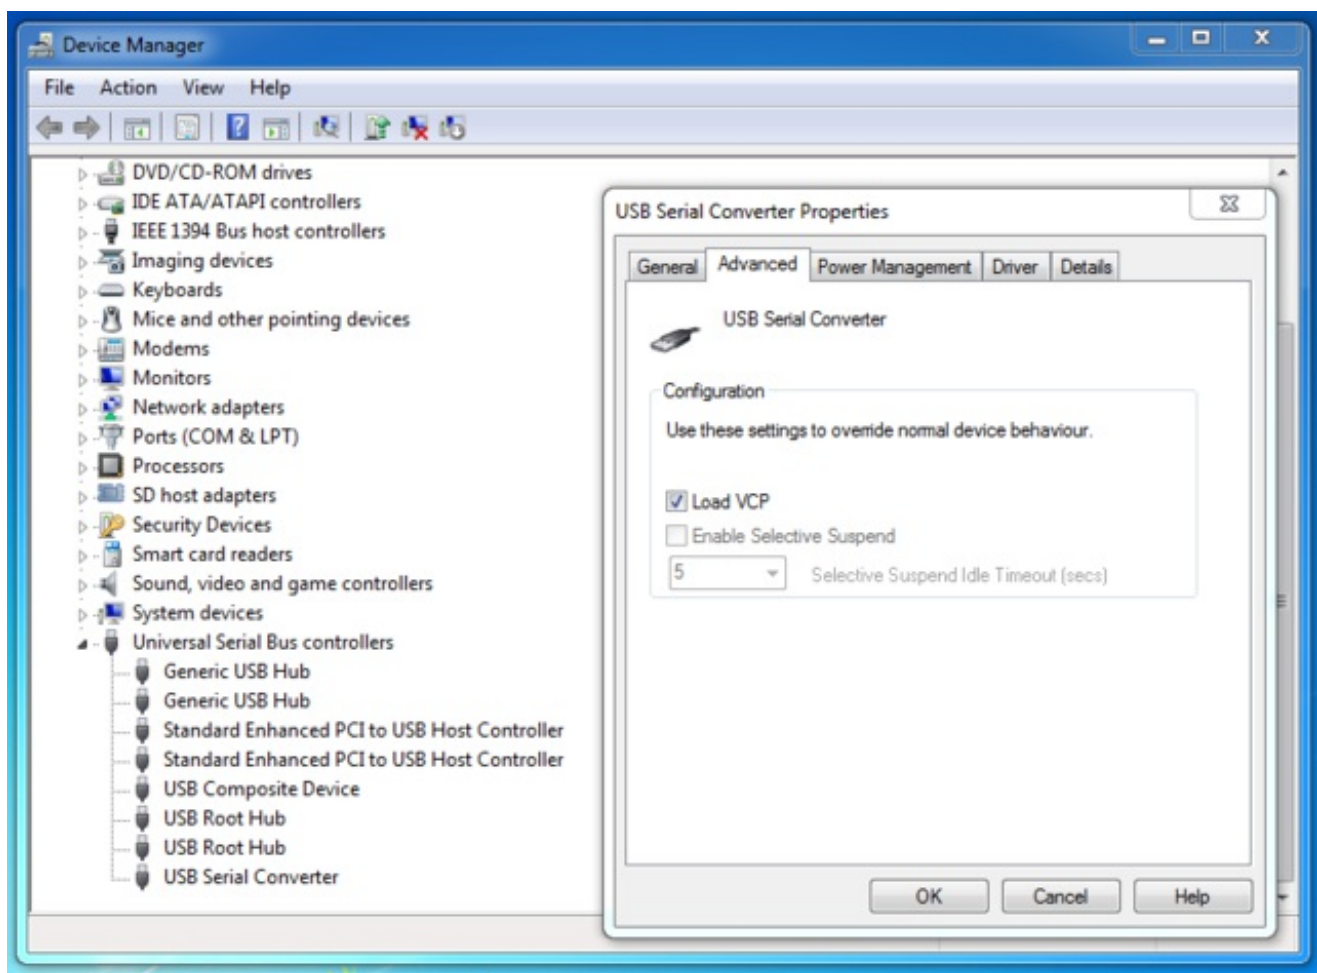 Device Manager
File Action View Help
DVD/CD-ROM drives
IDE ATA/ATAPI controllers
IEEE 1394 Bus host controllers
Imaging devices
Keyboards
Mice and other pointing devices
Modems
Monitors
Network adapters
Ports (COM & LPT)
Processors
SD host adapters
Security Devices
Smart card readers
Sound, video and game controllers
System devices
Universal Serial Bus controllers
Generic USB Hub
Generic USB Hub
Standard Enhanced PCI to USB Host Controller
Standard Enhanced PCI to USB Host Controller
USB Composite Device
USB Root Hub
USB Root Hub
USB Serial Converter
USB Serial Converter Properties
General Advanced Power Management Driver Details
USB Serial Converter
Configuration
Use these settings to override normal device behaviour.
Load VCP
Enable Selective Suspend
5 Selective Suspend Idle Timeout (secs)
OK Cancel Help